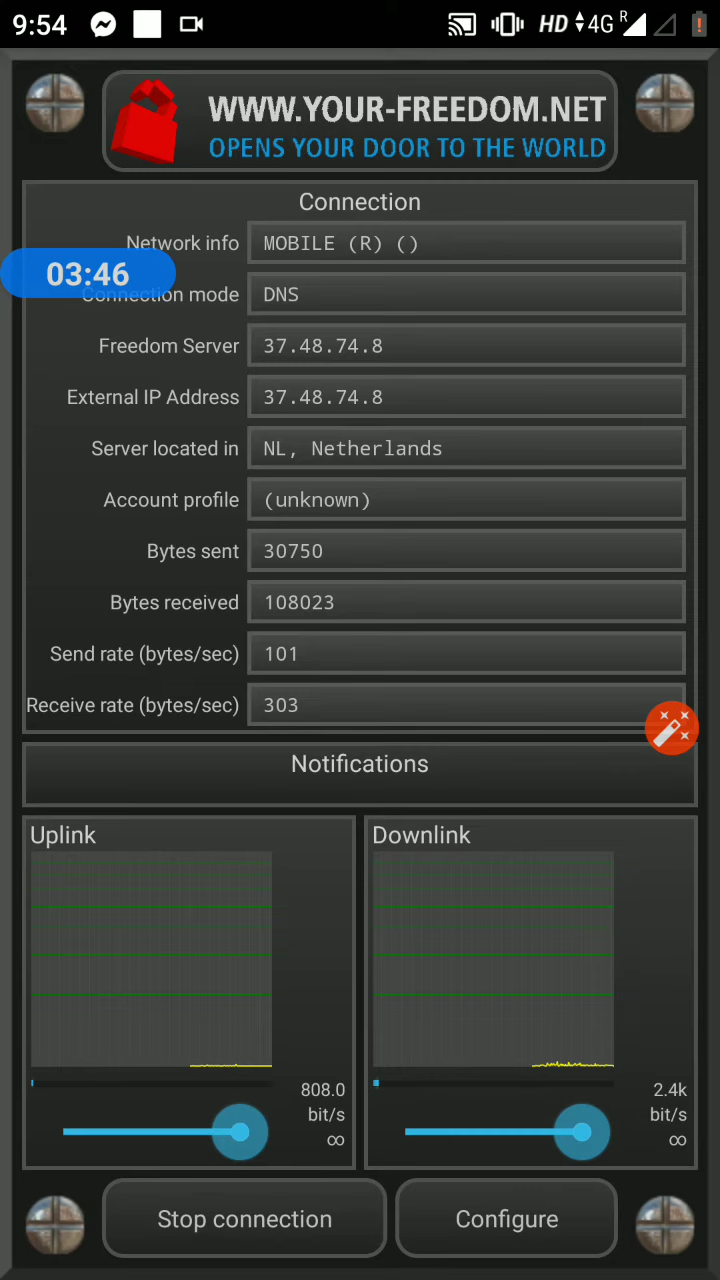 9:54
HD 4G R
WWW.YOUR-FREEDOM.NET
OPENS YOUR DOOR TO THE WORLD
Connection
Network info MOBILE (R) ()
03:46
Connection mode DNS
Freedom Server 37.48.74.8
External IP Address 37.48.74.8
Server located in NL, Netherlands
Account profile (unknown)
Bytes sent 30750
Bytes received 108023
Send rate (bytes/sec) 101
Receive rate (bytes/sec) 303
Notifications
Uplink Downlink
808.0 2.4k
bit/s bit/s
∞ ∞
Stop connection Configure